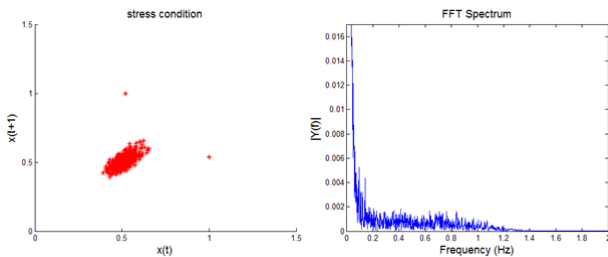 stress condition
1.5
1
0.5
0
x(t+1)
0 0.5 1 1.5
x(t)
FFT Spectrum
0.016
0.014
0.012
0.01
0.008
0.006
0.004
0.002
0
|Y(f)|
0 0.2 0.4 0.6 0.8 1 1.2 1.4 1.6 1.8 2
Frequency (Hz)